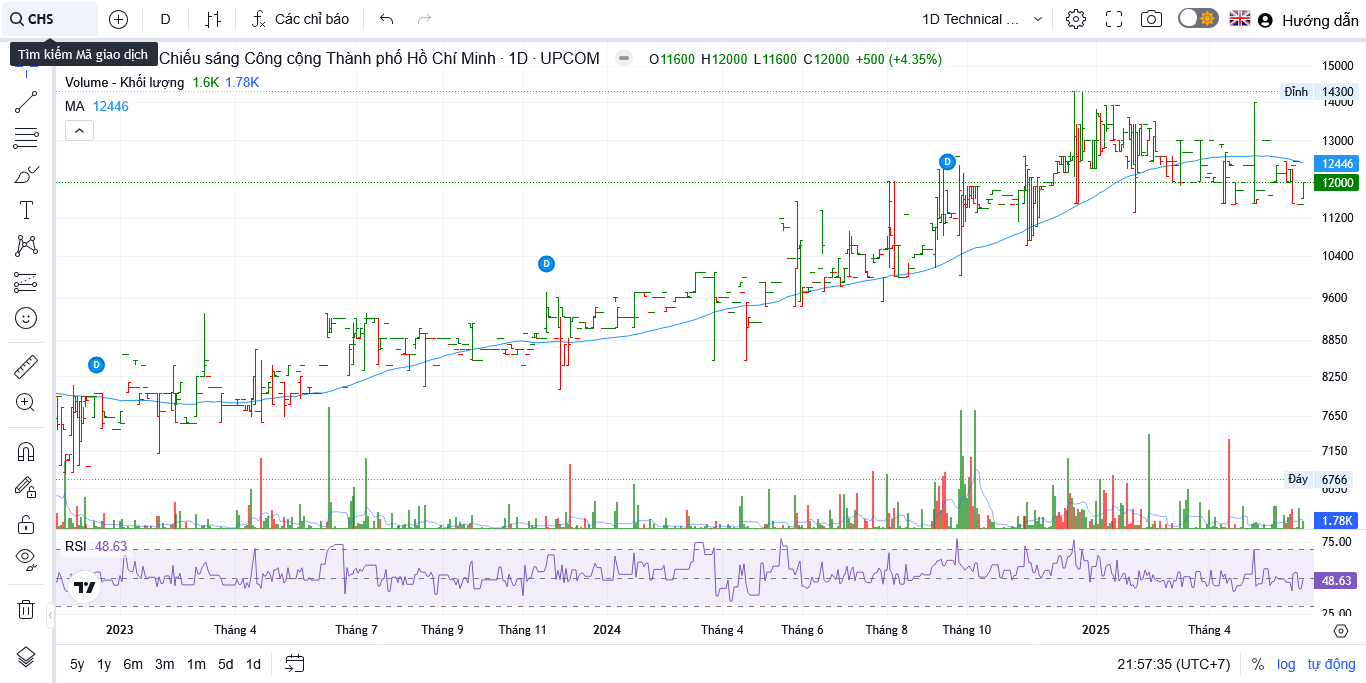 CHS
D
Các chỉ báo
1D Technical ...
Hướng dẫn
Tìm kiếm Mã giao dịch
Chiếu sáng Công cộng Thành phố Hồ Chí Minh · 1D · UPCOM
O11600 H12000 L11600 C12000 +500 (+4.35%)
Volume - Khối lượng 1.6K 1.78K
MA 12446
15000
Đỉnh 14300
14000
13000
12446
12000
11200
10400
9600
8850
8250
7650
7150
Đáy 6766
6650
1.78K
D
D
D
RSI 48.63
75.00
48.63
25.00
2023 Tháng 4 Tháng 7 Tháng 9 Tháng 11 2024 Tháng 4 Tháng 6 Tháng 8 Tháng 10 2025 Tháng 4
5y 1y 6m 3m 1m 5d 1d
21:57:35 (UTC+7) % log tự động